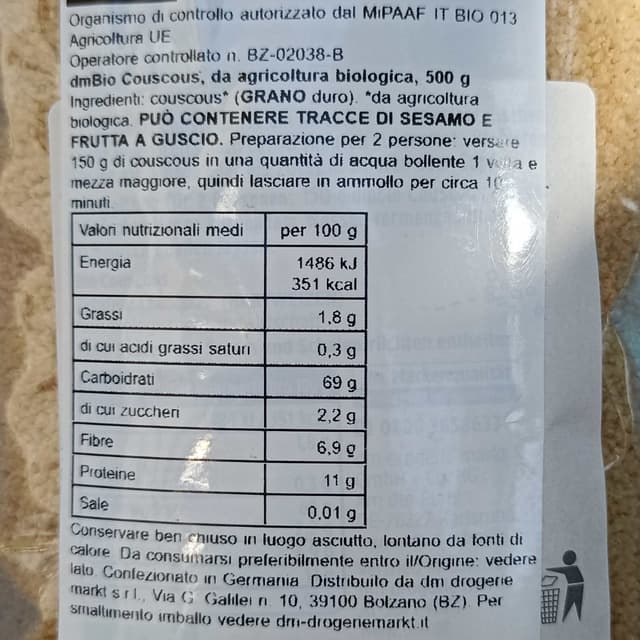 Organismo di controllo autorizzato dal MiPAAF IT BIO 013
Agricoltura UE
Operatore controllato n. BZ-02038-B
dmBio Couscous, da agricoltura biologica, 500 g
Ingredienti: couscous* (GRANO duro). *da agricoltura
biologica. PUÒ CONTENERE TRACCE DI SESAMO E
FRUTTA A GUSCIO. Preparazione per 2 persone: versare
150 g di couscous in una quantità di acqua bollente 1 volta e
mezza maggiore, quindi lasciare in ammollo per circa 10
minuti.
Valori nutrizionali medi per 100 g
Energia 1486 kJ
351 kcal
Grassi 1,8 g
di cui acidi grassi saturi 0,3 g
Carboidrati 69 g
di cui zuccheri 2,2 g
Fibre 6,9 g
Proteine 11 g
Sale 0,01 g
Conservare ben chiuso in luogo asciutto, lontano da fonti di
calore. Da consumarsi preferibilmente entro il/Origine: vedere
lato. Confezionato in Germania. Distribuito da dm drogerie
markt s.r.l., Via G. Galilei n. 10, 39100 Bolzano (BZ). Per
smaltimento imballo vedere dm-drogeriemarkt.it